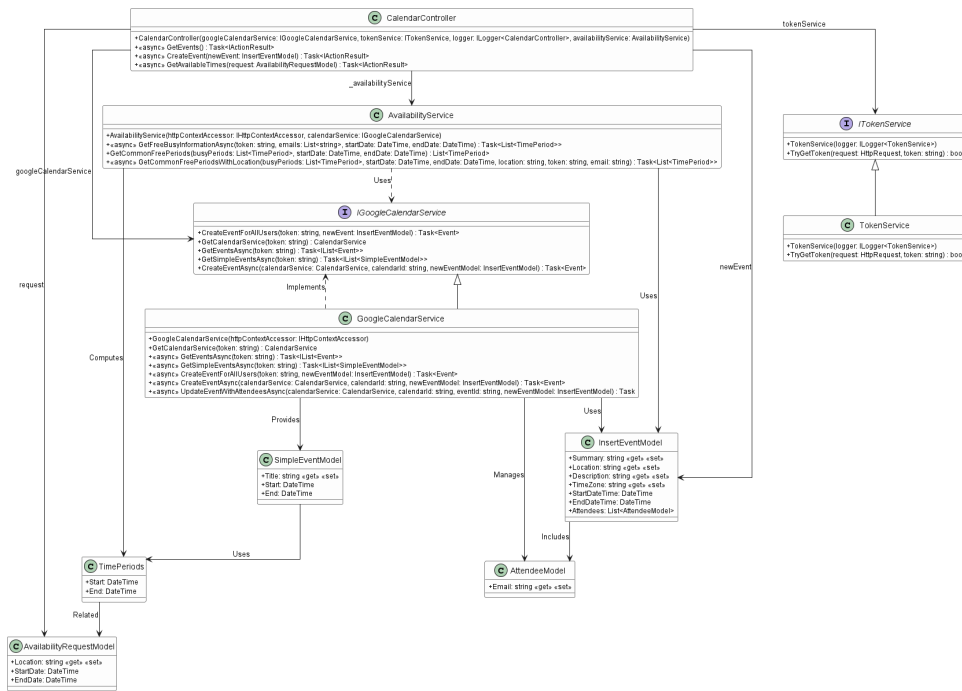 C CalendarController
+CalendarController(googleCalendarService: IGoogleCalendarService, tokenService: ITokenService, logger: ILogger<CalendarController>, availabilityService: AvailabilityService)
+«async» GetEvents() : Task<IActionResult>
+«async» CreateEvent(newEvent: InsertEventModel) : Task<IActionResult>
+«async» GetAvailableTimes(request: AvailabilityRequestModel) : Task<IActionResult>
tokenService
_availabilityService
C AvailabilityService
+AvailabilityService(httpContextAccessor: IHttpContextAccessor, calendarService: IGoogleCalendarService)
+«async» GetFreeBusyInformationAsync(token: string, emails: List<string>, startDate: DateTime, endDate: DateTime) : Task<List<TimePeriod>>
+GetCommonFreePeriods(busyPeriods: List<TimePeriod>, startDate: DateTime, endDate: DateTime) : List<TimePeriod>
+«async» GetCommonFreePeriodsWithLocation(busyPeriods: List<TimePeriod>, startDate: DateTime, endDate: DateTime, location: string, token: string, email: string) : Task<List<TimePeriod>>
I ITokenService
+TokenService(logger: ILogger<TokenService>)
+TryGetToken(request: HttpRequest, token: string) : boo
googleCalendarService
Uses
I IGoogleCalendarService
+CreateEventForAllUsers(token: string, newEvent: InsertEventModel) : Task<Event>
+GetCalendarService(token: string) : CalendarService
+GetEventsAsync(token: string) : Task<IList<Event>>
+GetSimpleEventsAsync(token: string) : Task<IList<SimpleEventModel>>
+CreateEventAsync(calendarService: CalendarService, calendarId: string, newEventModel: InsertEventModel) : Task<Event>
C TokenService
+TokenService(logger: ILogger<TokenService>)
+TryGetToken(request: HttpRequest, token: string) : boo
newEvent
request
Implements
Uses
C GoogleCalendarService
+GoogleCalendarService(httpContextAccessor: IHttpContextAccessor)
+GetCalendarService(token: string) : CalendarService
+«async» GetEventsAsync(token: string) : Task<IList<Event>>
+«async» GetSimpleEventsAsync(token: string) : Task<IList<SimpleEventModel>>
+«async» CreateEventForAllUsers(token: string, newEventModel: InsertEventModel) : Task<Event>
+«async» CreateEventAsync(calendarService: CalendarService, calendarId: string, newEventModel: InsertEventModel) : Task<Event>
+«async» UpdateEventWithAttendeesAsync(calendarService: CalendarService, calendarId: string, eventId: string, newEventModel: InsertEventModel) : Task
Computes
Provides
Uses
C SimpleEventModel
+Title: string «get» «set»
+Start: DateTime
+End: DateTime
Manages
C InsertEventModel
+Summary: string «get» «set»
+Location: string «get» «set»
+Description: string «get» «set»
+TimeZone: string «get» «set»
+StartDateTime: DateTime
+EndDateTime: DateTime
+Attendees: List<AttendeeModel>
Includes
Uses
C TimePeriods
+Start: DateTime
+End: DateTime
C AttendeeModel
+Email: string «get» «set»
Related
C AvailabilityRequestModel
+Location: string «get» «set»
+StartDate: DateTime
+EndDate: DateTime